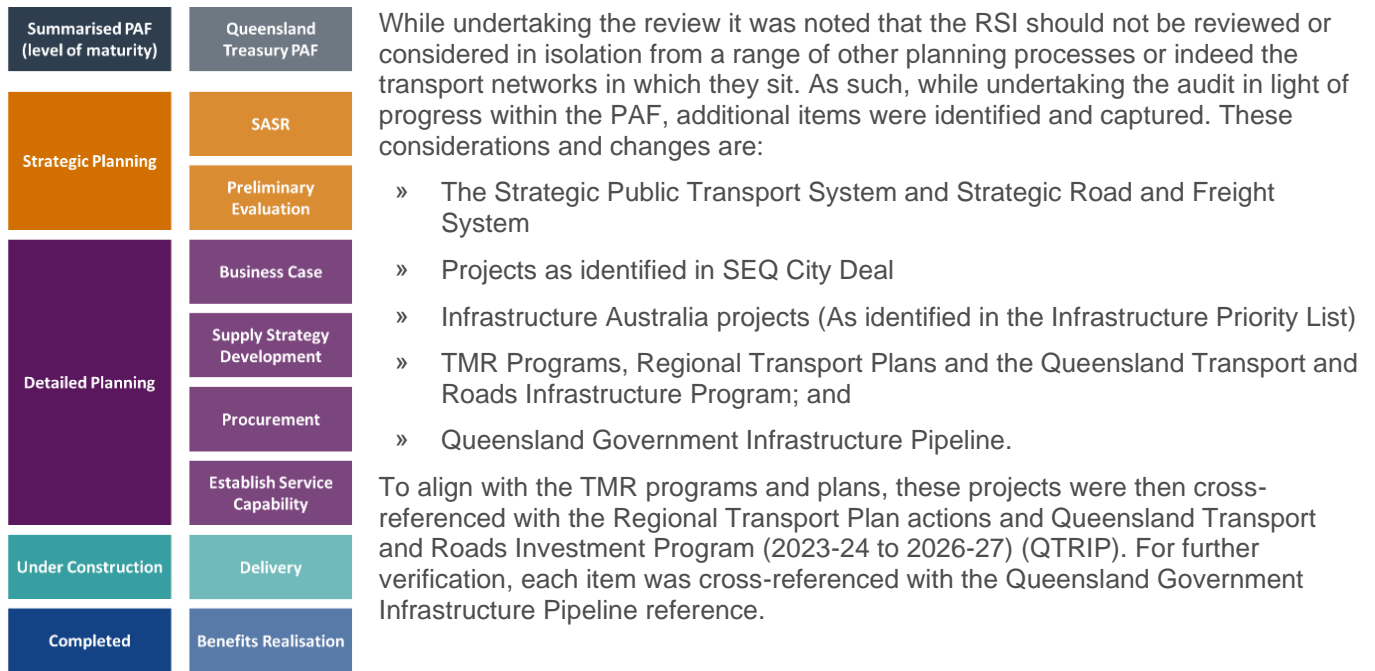 Summarised PAF
(level of maturity)
Queensland
Treasury PAF
Strategic Planning
SASR
Preliminary
Evaluation
Detailed Planning
Business Case
Supply Strategy
Development
Procurement
Establish Service
Capability
Under Construction
Delivery
Completed
Benefits Realisation
While undertaking the review it was noted that the RSI should not be reviewed or
considered in isolation from a range of other planning processes or indeed the
transport networks in which they sit. As such, while undertaking the audit in light of
progress within the PAF, additional items were identified and captured. These
considerations and changes are:
» The Strategic Public Transport System and Strategic Road and Freight
System
» Projects as identified in SEQ City Deal
» Infrastructure Australia projects (As identified in the Infrastructure Priority List)
» TMR Programs, Regional Transport Plans and the Queensland Transport and
Roads Infrastructure Program; and
» Queensland Government Infrastructure Pipeline.
To align with the TMR programs and plans, these projects were then cross-
referenced with the Regional Transport Plan actions and Queensland Transport
and Roads Investment Program (2023-24 to 2026-27) (QTRIP). For further
verification, each item was cross-referenced with the Queensland Government
Infrastructure Pipeline reference.